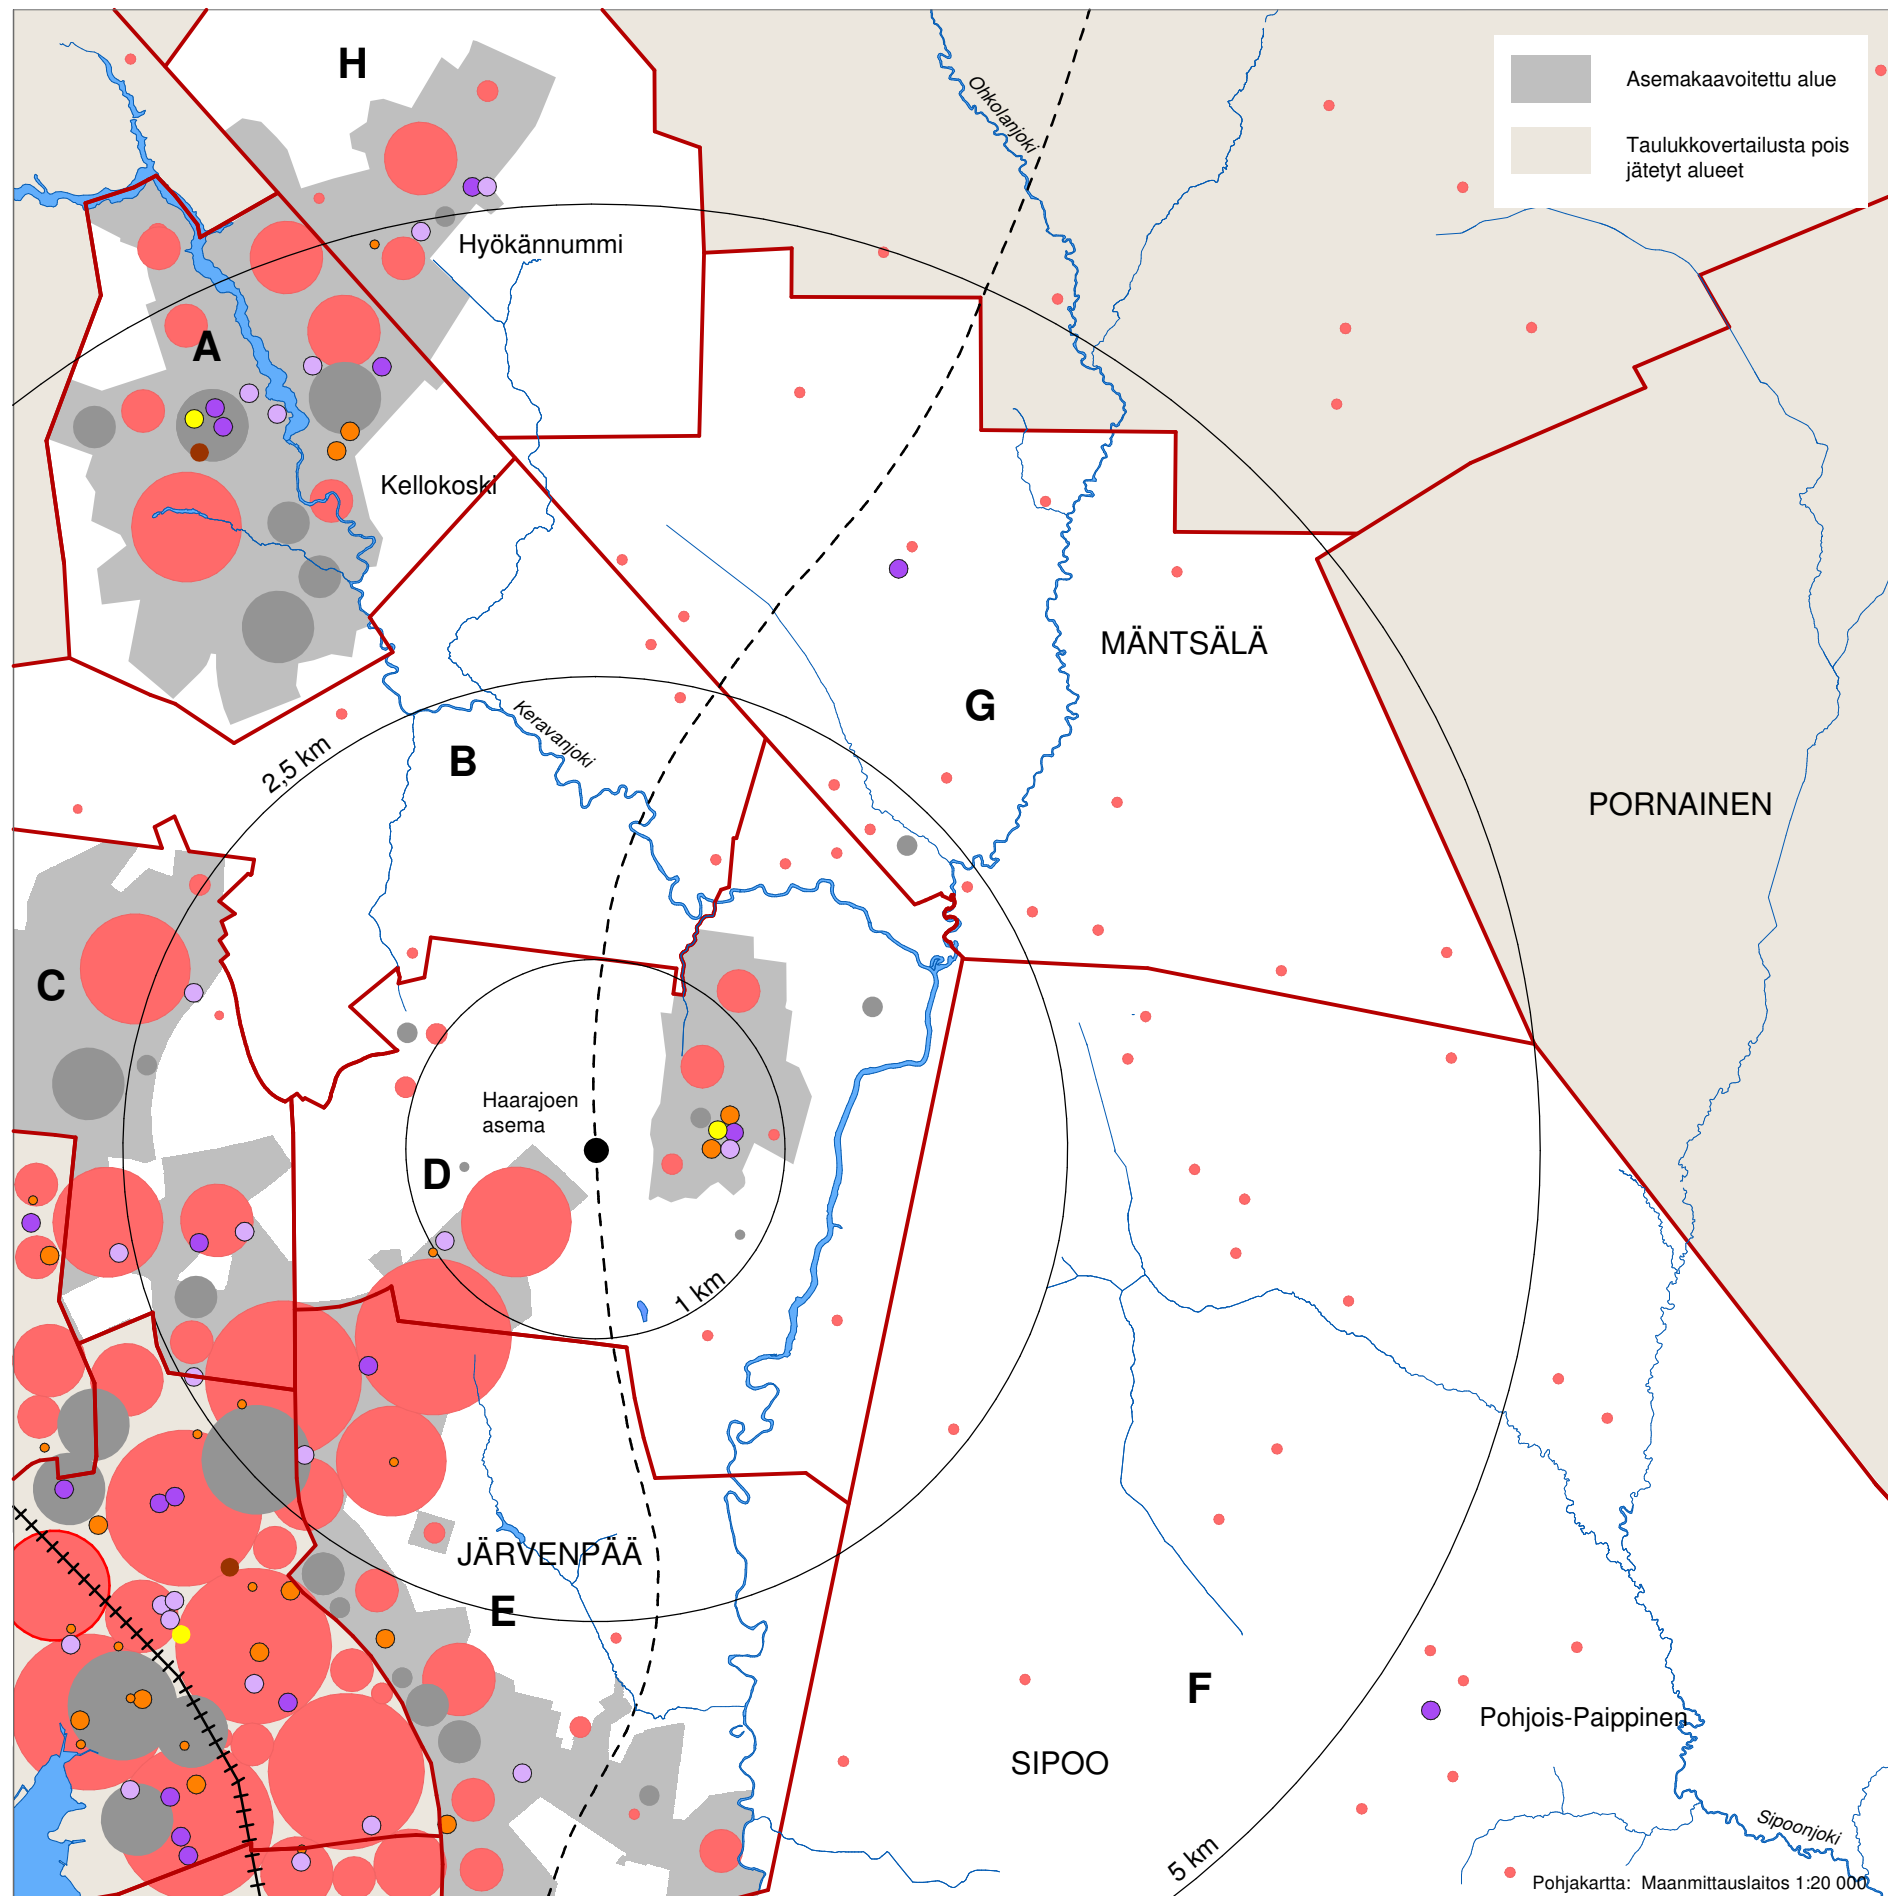 H
Ohkolanjoki
Asemakaavoitettu alue
Taulukkovertailusta pois
jätetyt alueet
Hyökännummi
A
Kellokoski
MÄNTSÄLÄ
G
Keravanjoki
B
2,5 km
PORNAINEN
C
Haarajoen
asema
D
1 km
JÄRVENPÄÄ
E
F
Pohjois-Paippinen
SIPOO
Sipoonjoki
5 km
Pohjakartta: Maanmittauslaitos 1:20 000